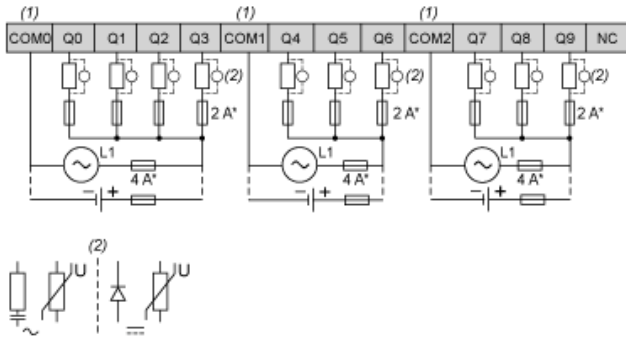 (1) (1) (1)
COM0 Q0 Q1 Q2 Q3 COM1 Q4 Q5 Q6 COM2 Q7 Q8 Q9 NC
(2) (2) (2)
2 A* 2 A* 2 A*
L1 L1 L1
4 A* 4 A* 4 A*
− + − + − +
(2)
U U